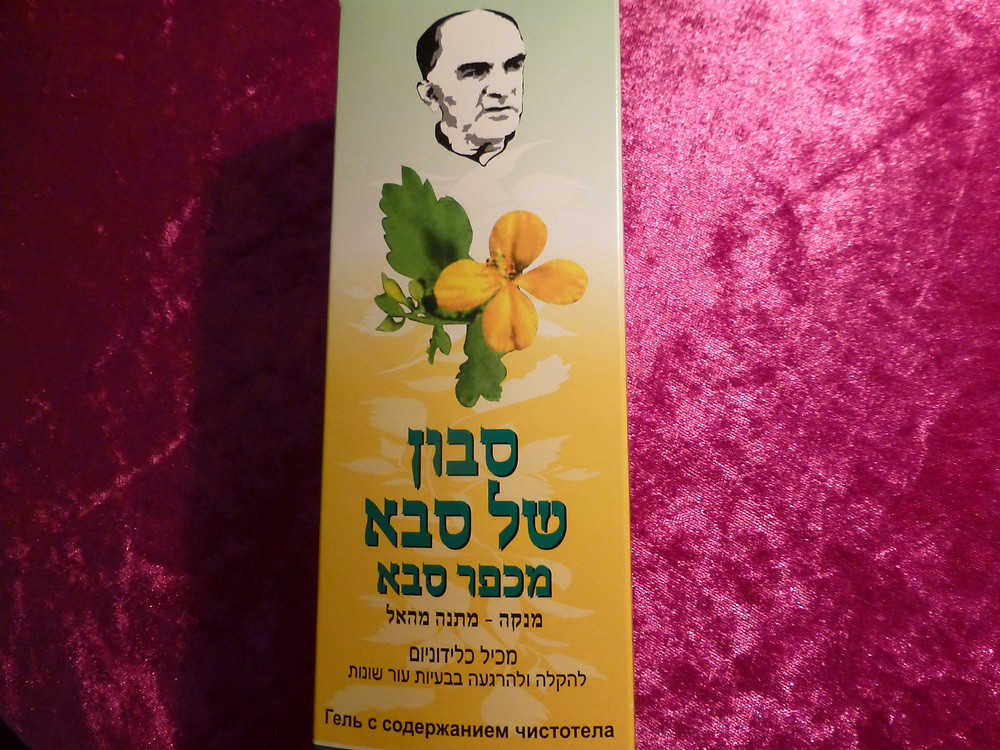 סבון
של סבא
מכפר סבא
מנקה - מתנה מהאל
מכיל כלידוניום
להקלה ולהרגעה בבעיות עור שונות
Гель с содержанием чистотела